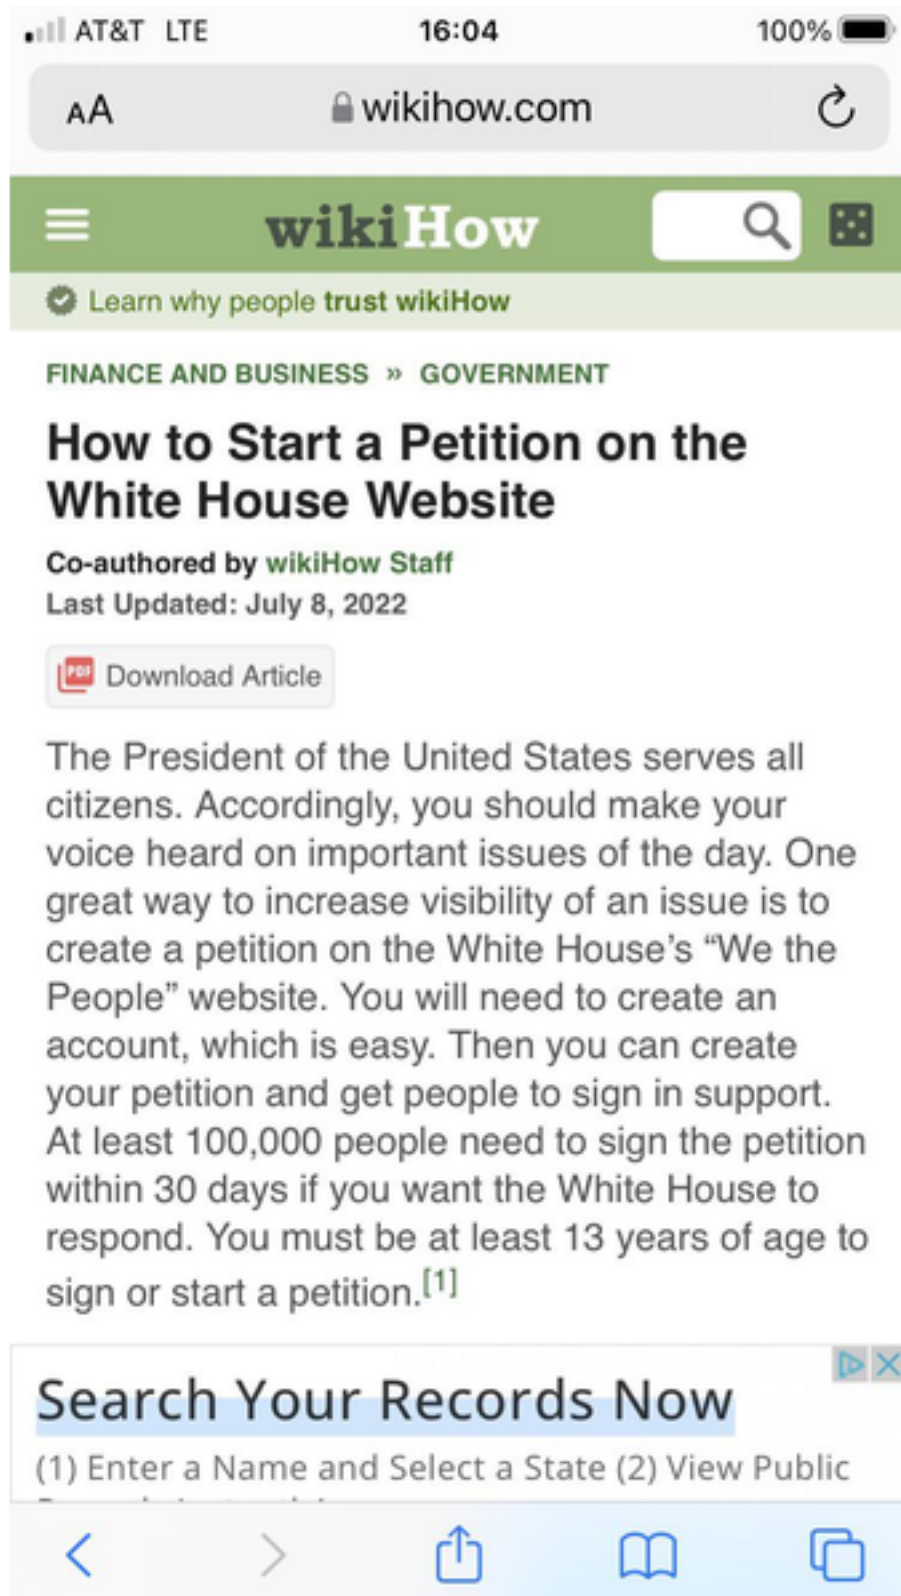 AT&T LTE 16:04 100%
AA wikihow.com
wikiHow
Learn why people trust wikiHow
FINANCE AND BUSINESS » GOVERNMENT
How to Start a Petition on the
White House Website
Co-authored by wikiHow Staff
Last Updated: July 8, 2022
PDF Download Article
The President of the United States serves all
citizens. Accordingly, you should make your
voice heard on important issues of the day. One
great way to increase visibility of an issue is to
create a petition on the White House’s “We the
People” website. You will need to create an
account, which is easy. Then you can create
your petition and get people to sign in support.
At least 100,000 people need to sign the petition
within 30 days if you want the White House to
respond. You must be at least 13 years of age to
sign or start a petition.[1]
Search Your Records Now
(1) Enter a Name and Select a State (2) View Public